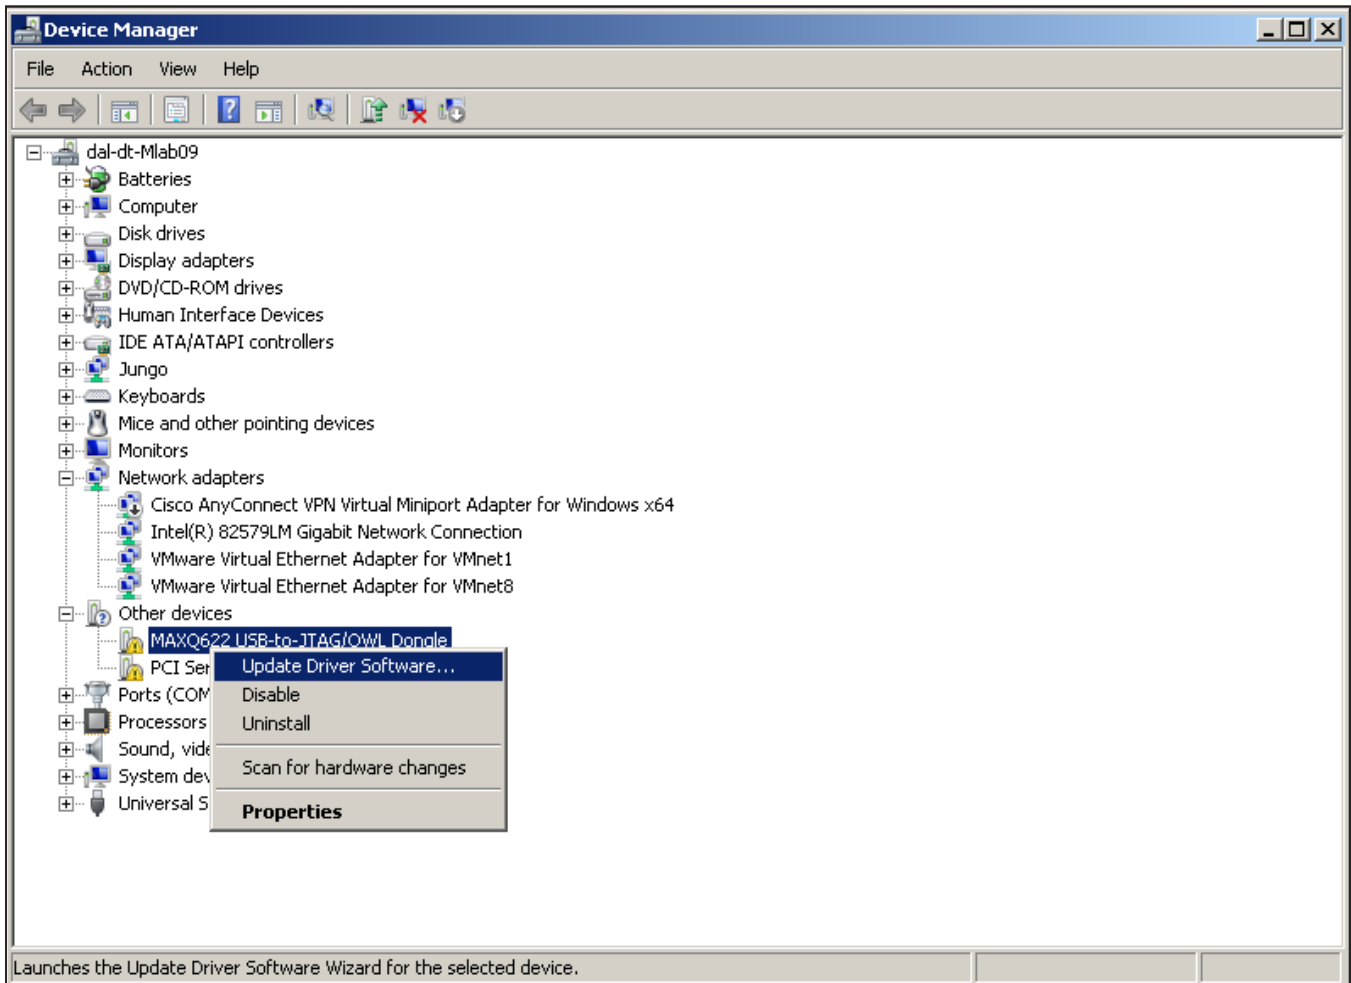 Device Manager
File Action View Help
dal-dt-Mlab09
Batteries
Computer
Disk drives
Display adapters
DVD/CD-ROM drives
Human Interface Devices
IDE ATA/ATAPI controllers
Jungo
Keyboards
Mice and other pointing devices
Monitors
Network adapters
Cisco AnyConnect VPN Virtual Miniport Adapter for Windows x64
Intel(R) 82579LM Gigabit Network Connection
VMware Virtual Ethernet Adapter for VMnet1
VMware Virtual Ethernet Adapter for VMnet8
Other devices
MAXQ622 USB-to-JTAG/OWL Dongle
PCI Ser
Update Driver Software...
Ports (COM
Disable
Processors
Uninstall
Sound, vide
Scan for hardware changes
System dev
Universal S
Properties
Launches the Update Driver Software Wizard for the selected device.